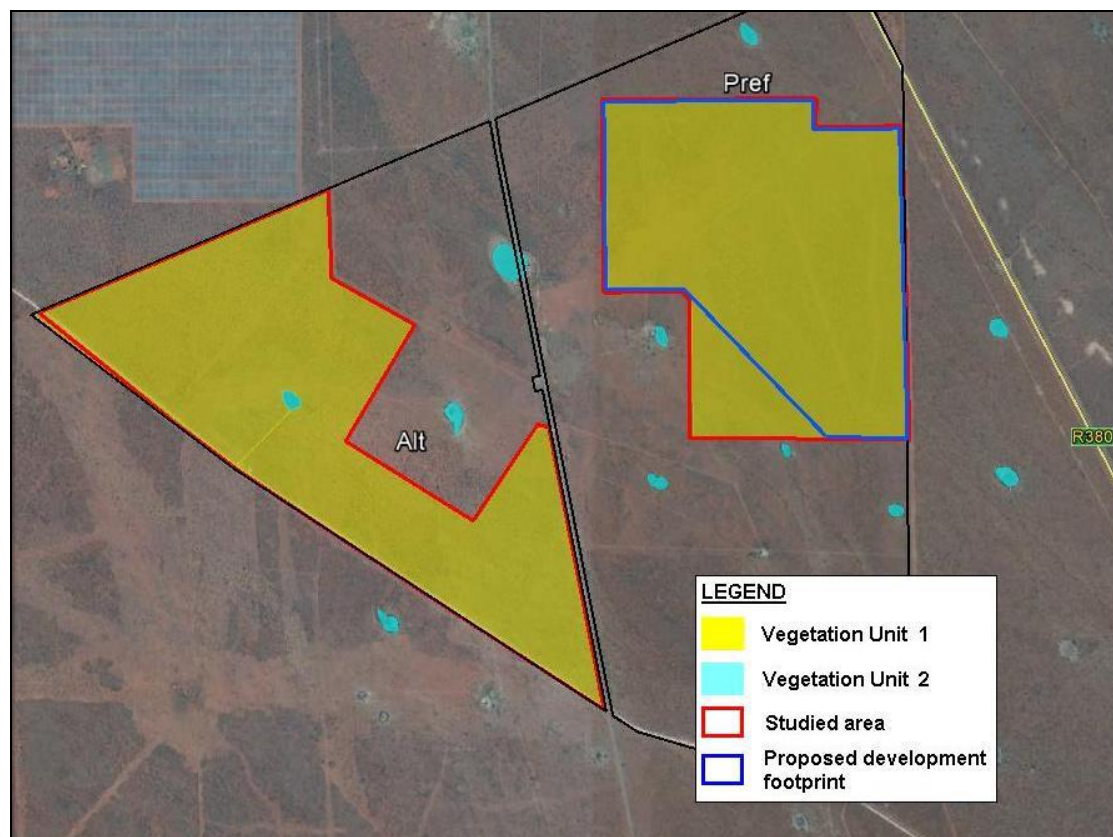 Pref
Alt
R380
LEGEND
Vegetation Unit 1
Vegetation Unit 2
Studied area
Proposed development
footprint